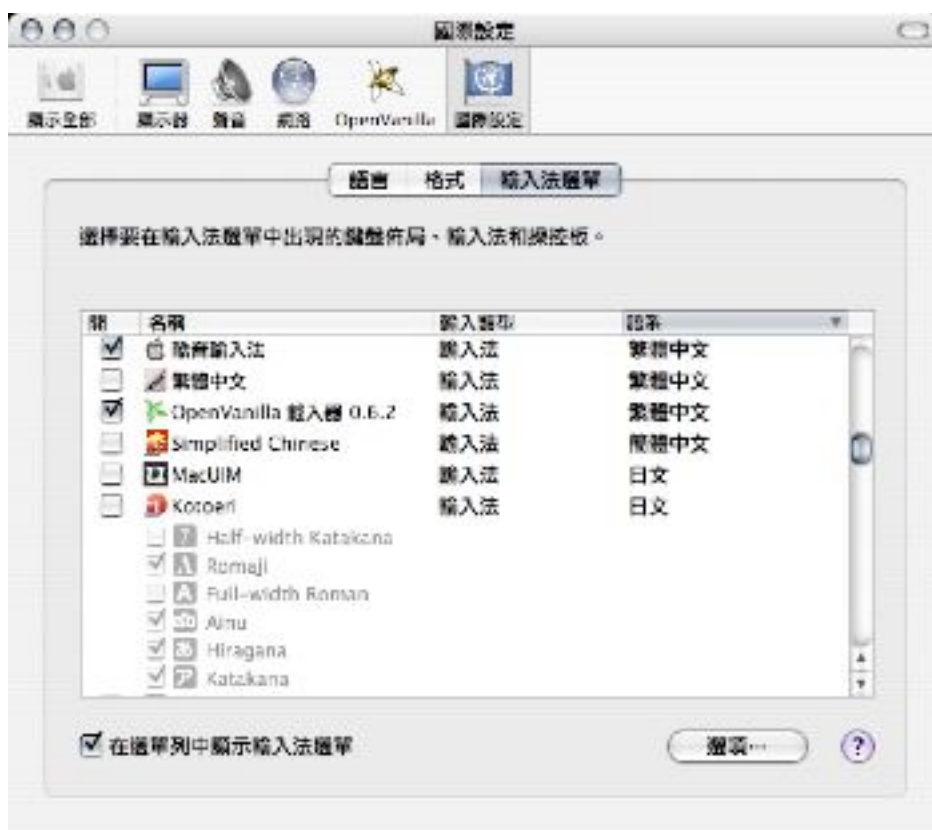 國際設定
顯示全部 顯示器 聲音 網路 OpenVanilla 國際設定
語言 格式 輸入法選單
選擇要在輸入法選單中出現的鍵盤佈局、輸入法和操控板。
開 名稱 輸入類型 語系
酷音輸入法 輸入法 繁體中文
繁體中文 輸入法 繁體中文
OpenVanilla 載入器 0.6.2 輸入法 繁體中文
Simplified Chinese 輸入法 簡體中文
MacUIM 輸入法 日文
Kotoeri 輸入法 日文
Half-width Katakana
Romaji
Full-width Roman
Ainu
Hiragana
Katakana
在選單列中顯示輸入法選單
選項⋯
?